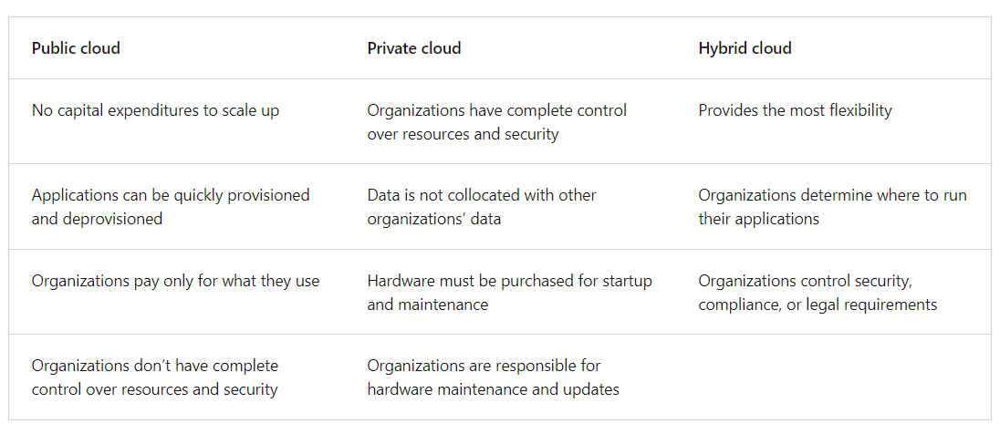 Public cloud
Private cloud
Hybrid cloud
No capital expenditures to scale up
Organizations have complete control
over resources and security
Provides the most flexibility
Applications can be quickly provisioned
and deprovisioned
Data is not collocated with other
organizations’ data
Organizations determine where to run
their applications
Organizations pay only for what they use
Hardware must be purchased for startup
and maintenance
Organizations control security,
compliance, or legal requirements
Organizations don’t have complete
control over resources and security
Organizations are responsible for
hardware maintenance and updates